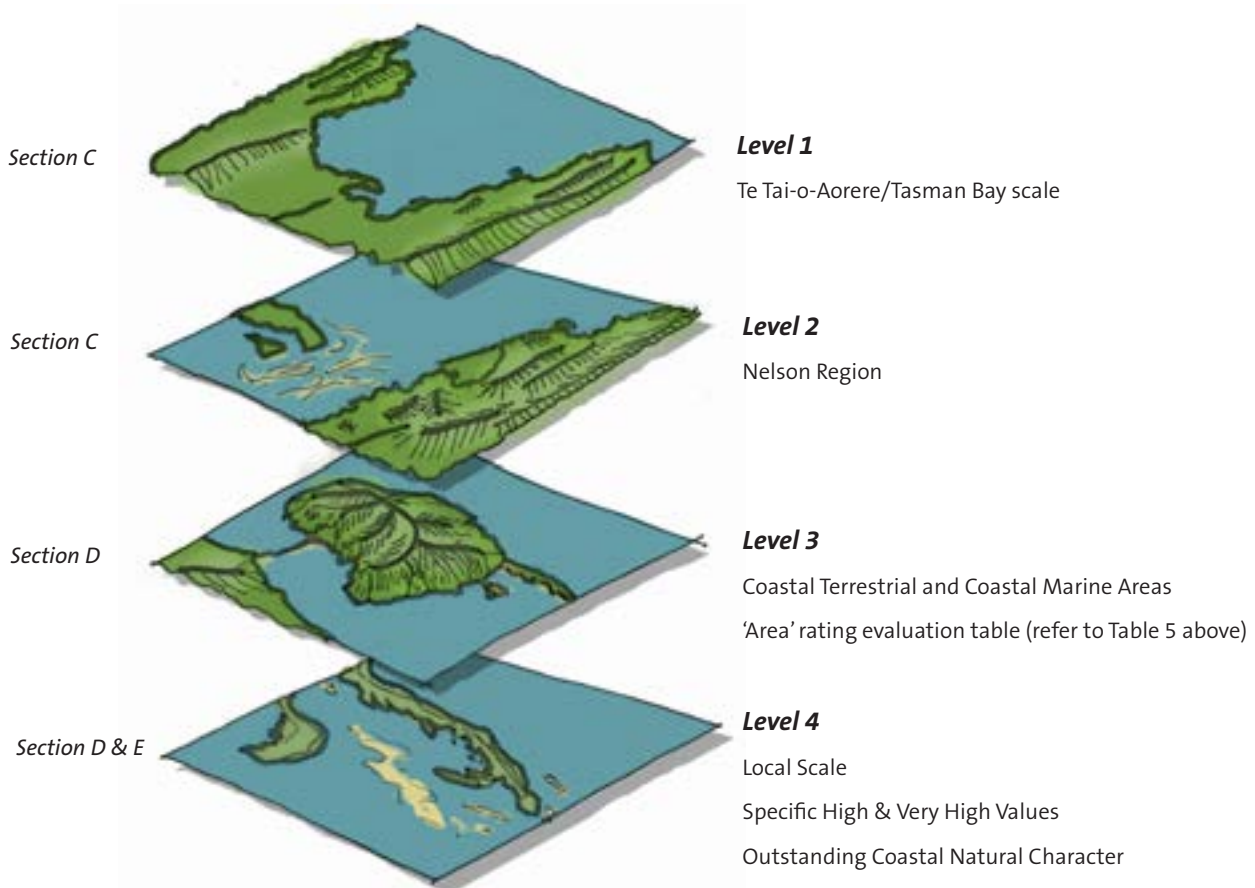 Section C
Level 1
Te Tai-o-Aorere/Tasman Bay scale
Section C
Level 2
Nelson Region
Section D
Level 3
Coastal Terrestrial and Coastal Marine Areas
‘Area’ rating evaluation table (refer to Table 5 above)
Section D & E
Level 4
Local Scale
Specific High & Very High Values
Outstanding Coastal Natural Character